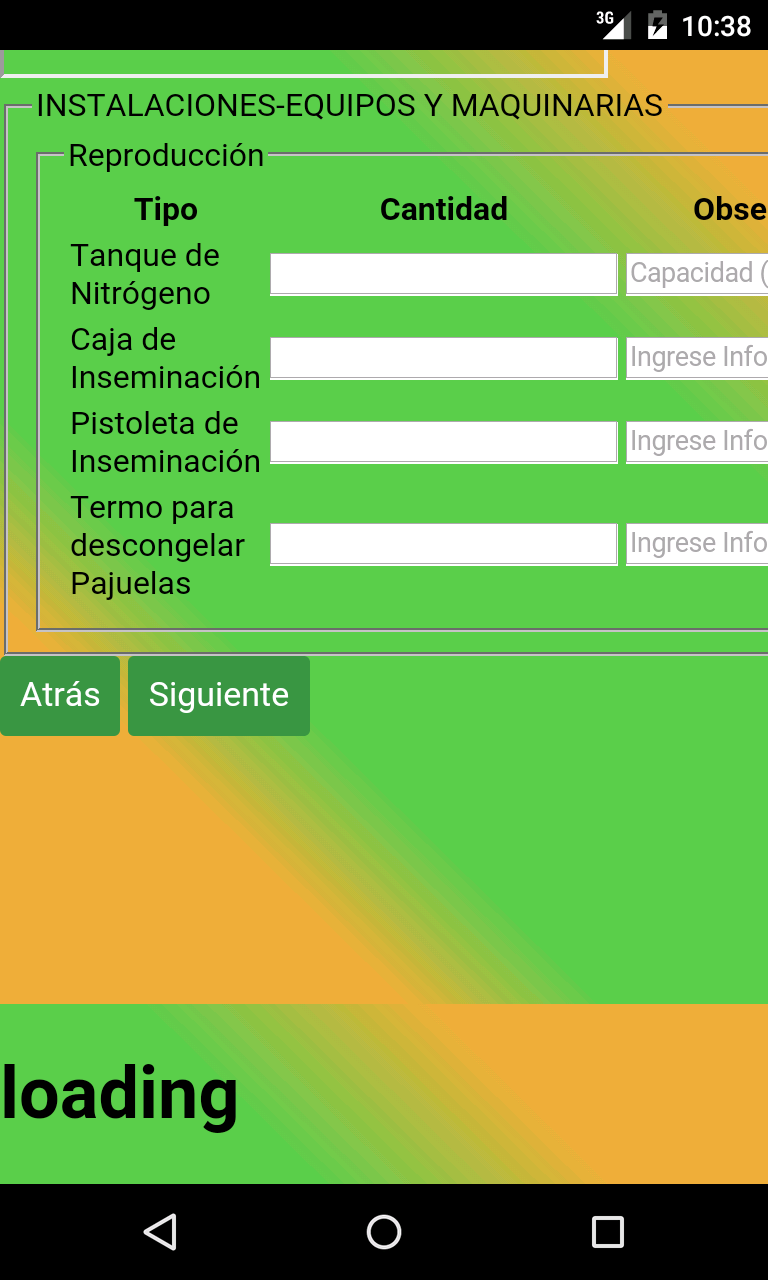 3G 10:38
INSTALACIONES-EQUIPOS Y MAQUINARIAS
Reproducción
Tipo Cantidad Obse
Tanque de
Nitrógeno
Capacidad (
Caja de
Inseminación
Ingrese Info
Pistoleta de
Inseminación
Ingrese Info
Termo para
descongelar
Pajuelas
Ingrese Info
Atrás Siguiente
loading